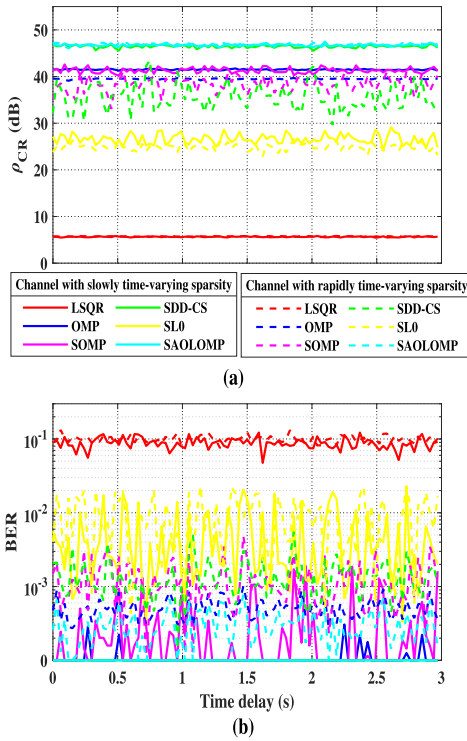 50
40
30
20
10
0
ρCR (dB)
Channel with slowly time-varying sparsity
LSQR SDD-CS
OMP SL0
SOMP SAOLOMP
Channel with rapidly time-varying sparsity
LSQR SDD-CS
OMP SL0
SOMP SAOLOMP
(a)
10-1
10-2
10-3
0
BER
0 0.5 1 1.5 2 2.5 3
Time delay (s)
(b)